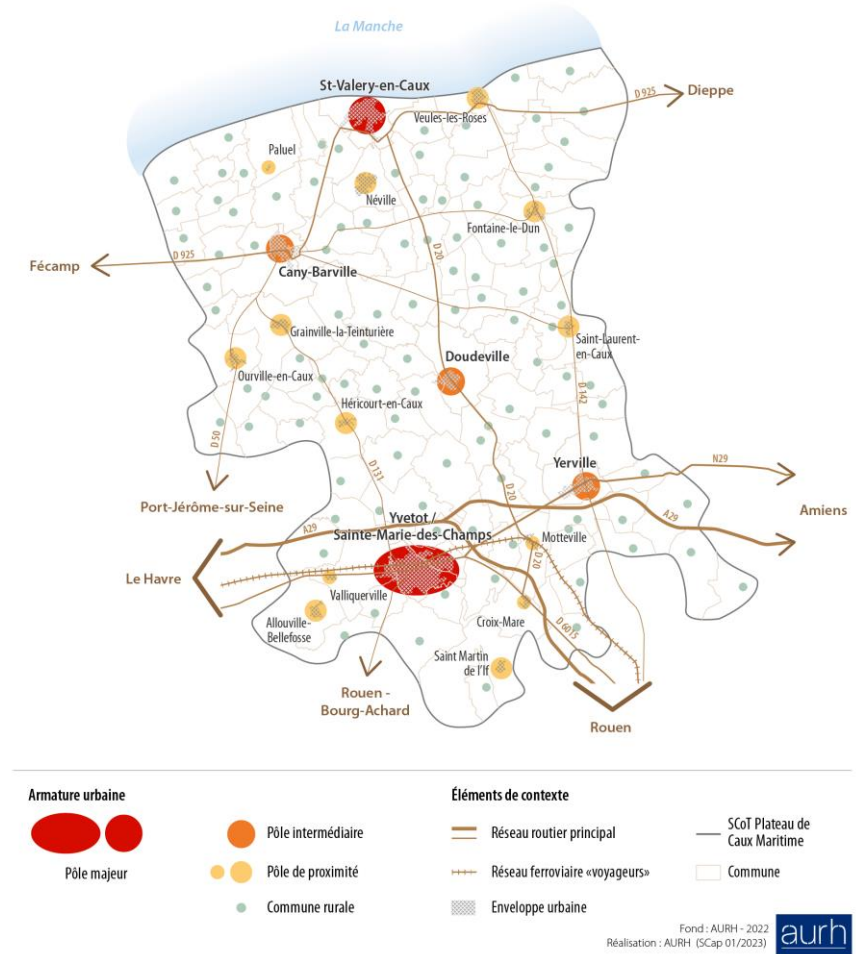 La Manche
St-Valery-en-Caux
D 925
Dieppe
Veules-les-Roses
Paluel
Néville
Fontaine-le-Dun
D 20
D 925
Fécamp
Cany-Barville
Grainville-la-Teinturière
Saint-Laurent-
en-Caux
Ourville-en-Caux
Doudeville
Héricourt-en-Caux
D 142
D 50
D 131
Yerville
N29
D 20
Port-Jérôme-sur-Seine
Amiens
Yvetot /
Sainte-Marie-des-Champs
A29
A29
Motteville
D 20
Le Havre
Valliquerville
Allouville-
Bellefosse
Croix-Mare
D 6015
Saint Martin
de l'If
Rouen -
Bourg-Achard
Rouen
Armature urbaine
Pôle majeur
Pôle intermédiaire
Pôle de proximité
Commune rurale
Éléments de contexte
Réseau routier principal
Réseau ferroviaire «voyageurs»
Enveloppe urbaine
SCoT Plateau de
Caux Maritime
Commune
Fond : AURH - 2022
Réalisation : AURH (SCap 01/2023)
aurh